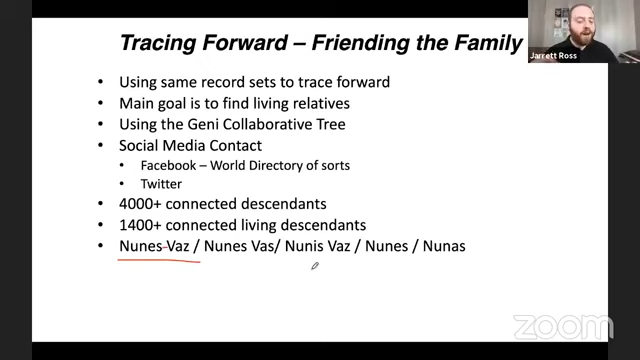 Tracing Forward – Friending the Family
Jarrett Ross
• Using same record sets to trace forward
• Main goal is to find living relatives
• Using the Geni Collaborative Tree
• Social Media Contact
• Facebook – World Directory of sorts
• Twitter
• 4000+ connected descendants
• 1400+ connected living descendants
• Nunes-Vaz / Nunes Vas/ Nunis Vaz / Nunes / Nunas
zoom